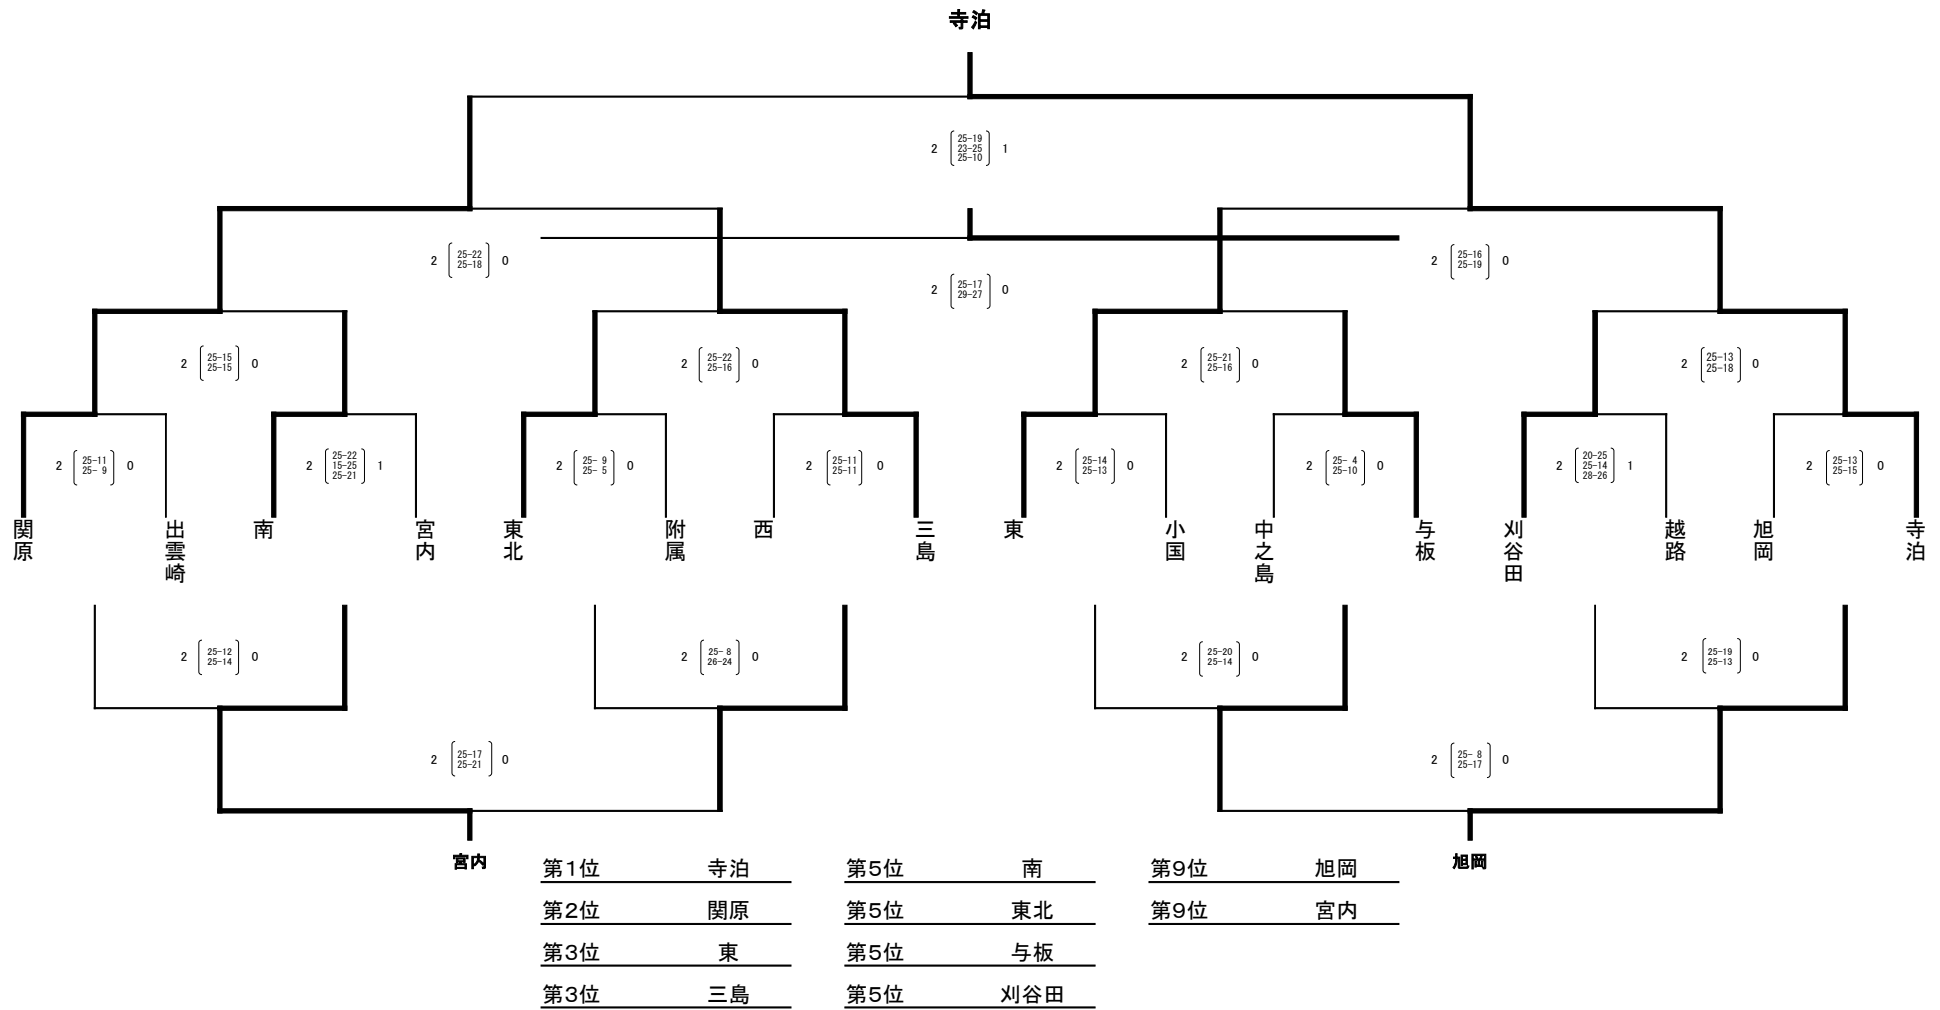 寺泊
2 25-19 1
23-25
25-10
2 25-22 0
25-18
2 25-17 0
29-27
2 25-16 0
25-19
2 25-15 0
25-15
2 25-22 0
25-16
2 25-21 0
25-16
2 25-13 0
25-18
2 25-11 0
25- 9
2 25-22 1
15-25
25-21
2 25- 9 0
25- 5
2 25-11 0
25-11
2 25-14 0
25-13
2 25- 4 0
25-10
2 20-25 1
25-14
28-26
2 25-13 0
25-15
関原
出雲崎
南
宮内
東北
附属
西
三島
東
小国
中之島
与板
刈谷田
越路
旭岡
寺泊
2 25-12 0
25-14
2 25- 8 0
26-24
2 25-20 0
25-14
2 25-19 0
25-13
2 25-17 0
25-21
2 25- 8 0
25-17
宮内
旭岡
第1位 寺泊
第2位 関原
第3位 東
第3位 三島
第5位 南
第5位 東北
第5位 与板
第5位 刈谷田
第9位 旭岡
第9位 宮内